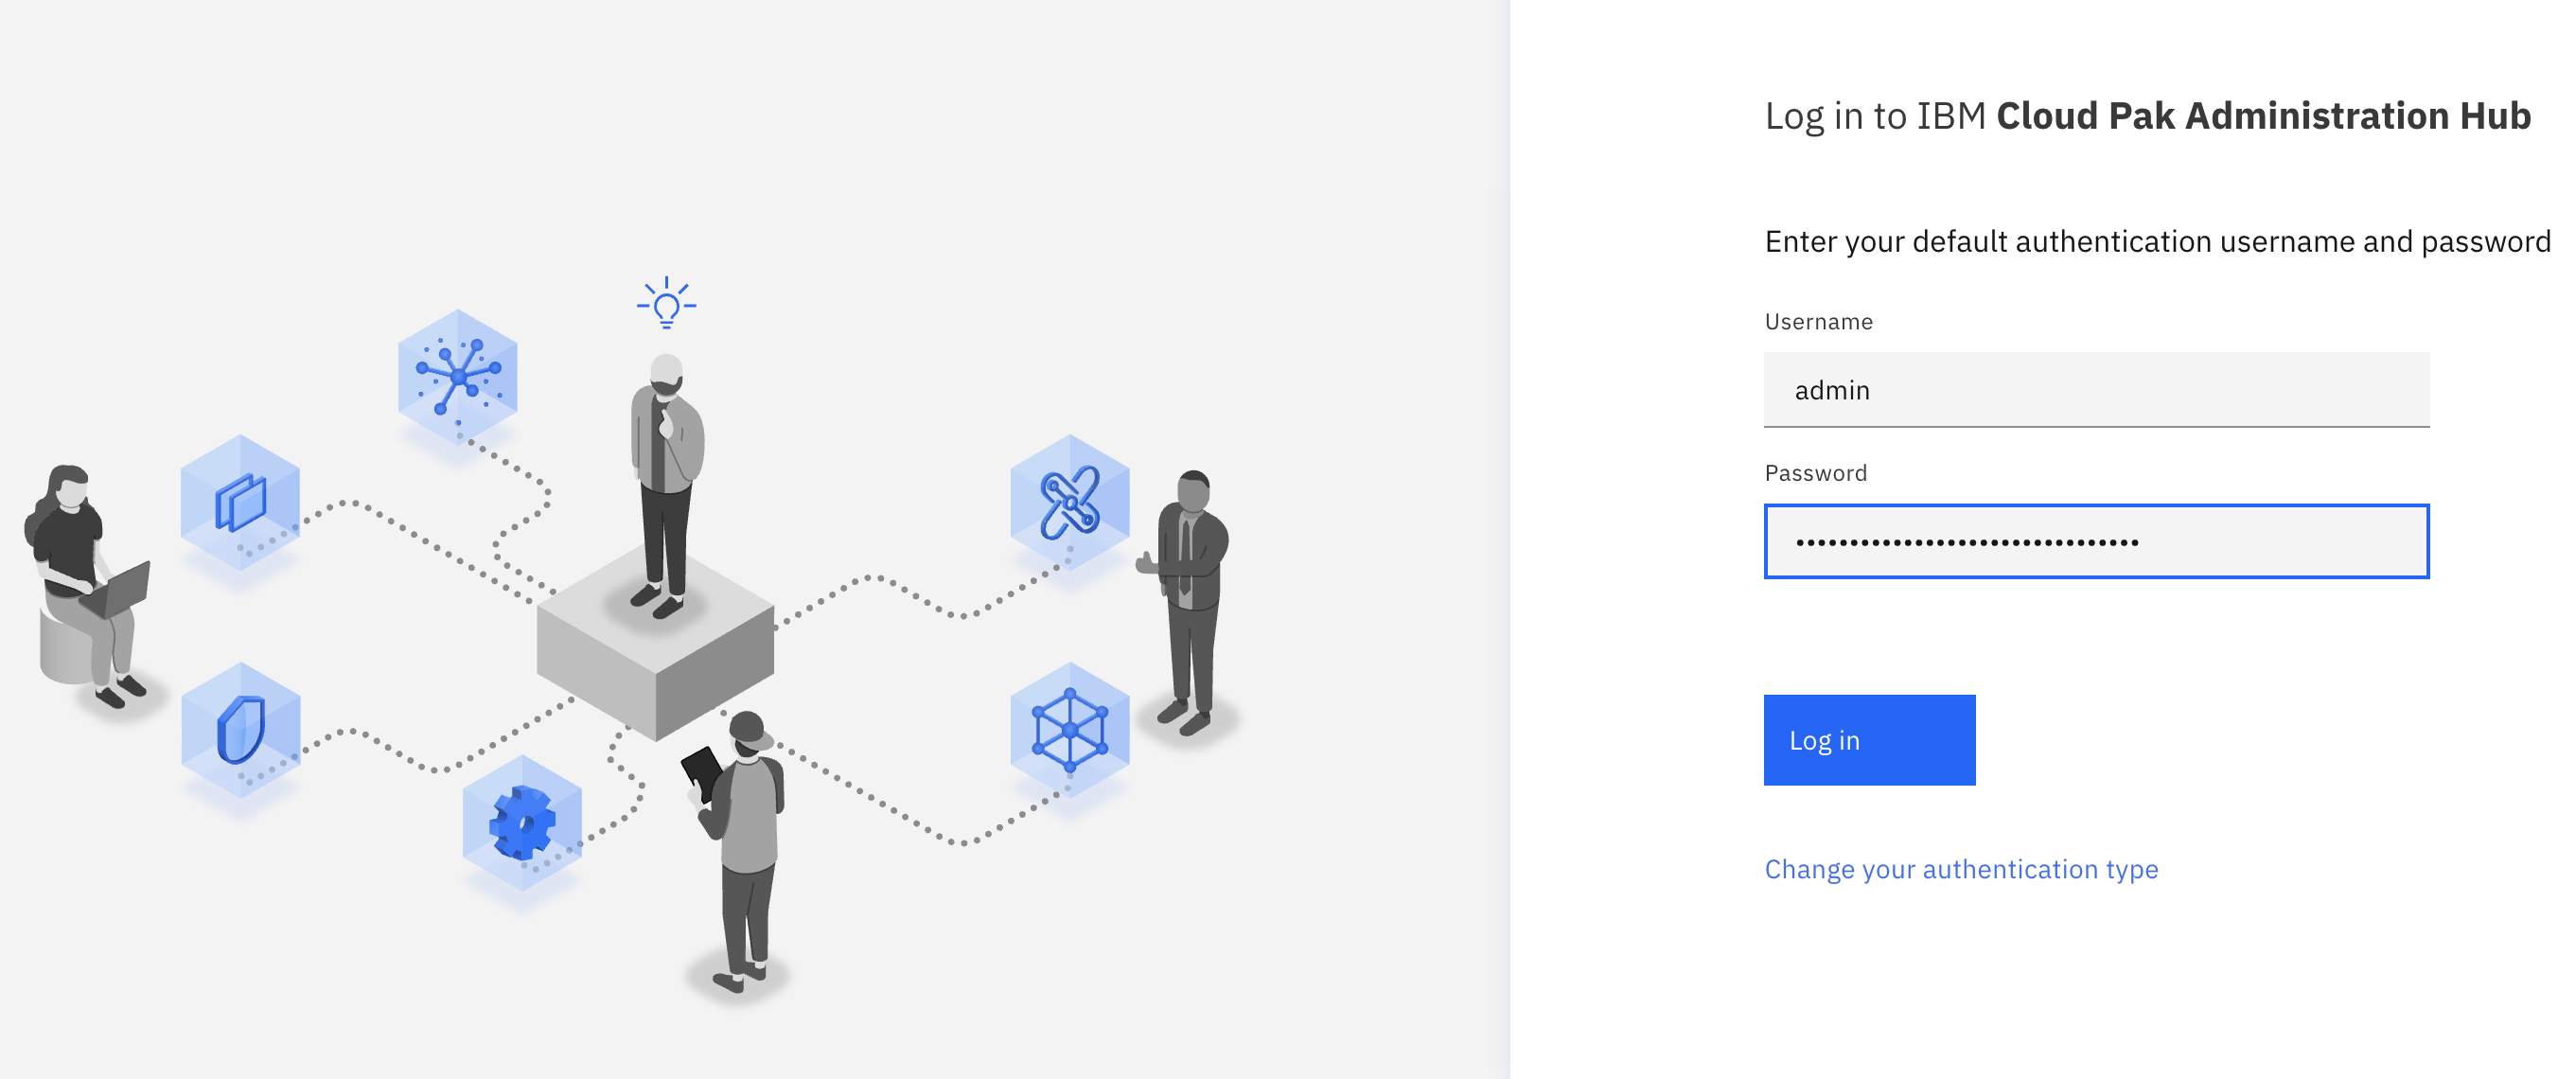 Log in to IBM Cloud Pak Administration Hub
Enter your default authentication username and password
Username
admin
Password
••••••••••••••••••••••••••••••••
Log in
Change your authentication type